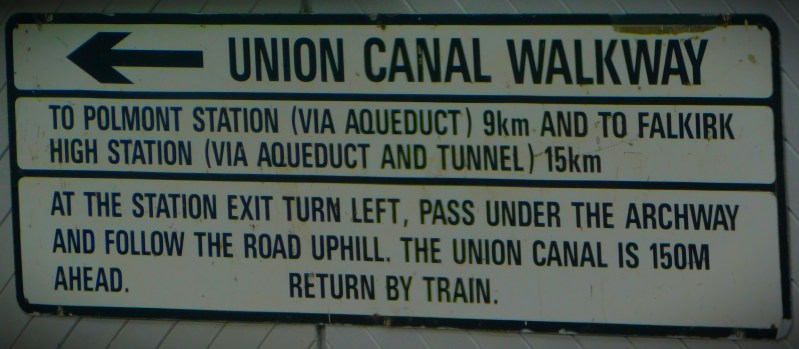 UNION CANAL WALKWAY
TO POLMONT STATION (VIA AQUEDUCT) 9km AND TO FALKIRK
HIGH STATION (VIA AQUEDUCT AND TUNNEL) 15km
AT THE STATION EXIT TURN LEFT, PASS UNDER THE ARCHWAY
AND FOLLOW THE ROAD UPHILL. THE UNION CANAL IS 150M
AHEAD. RETURN BY TRAIN.